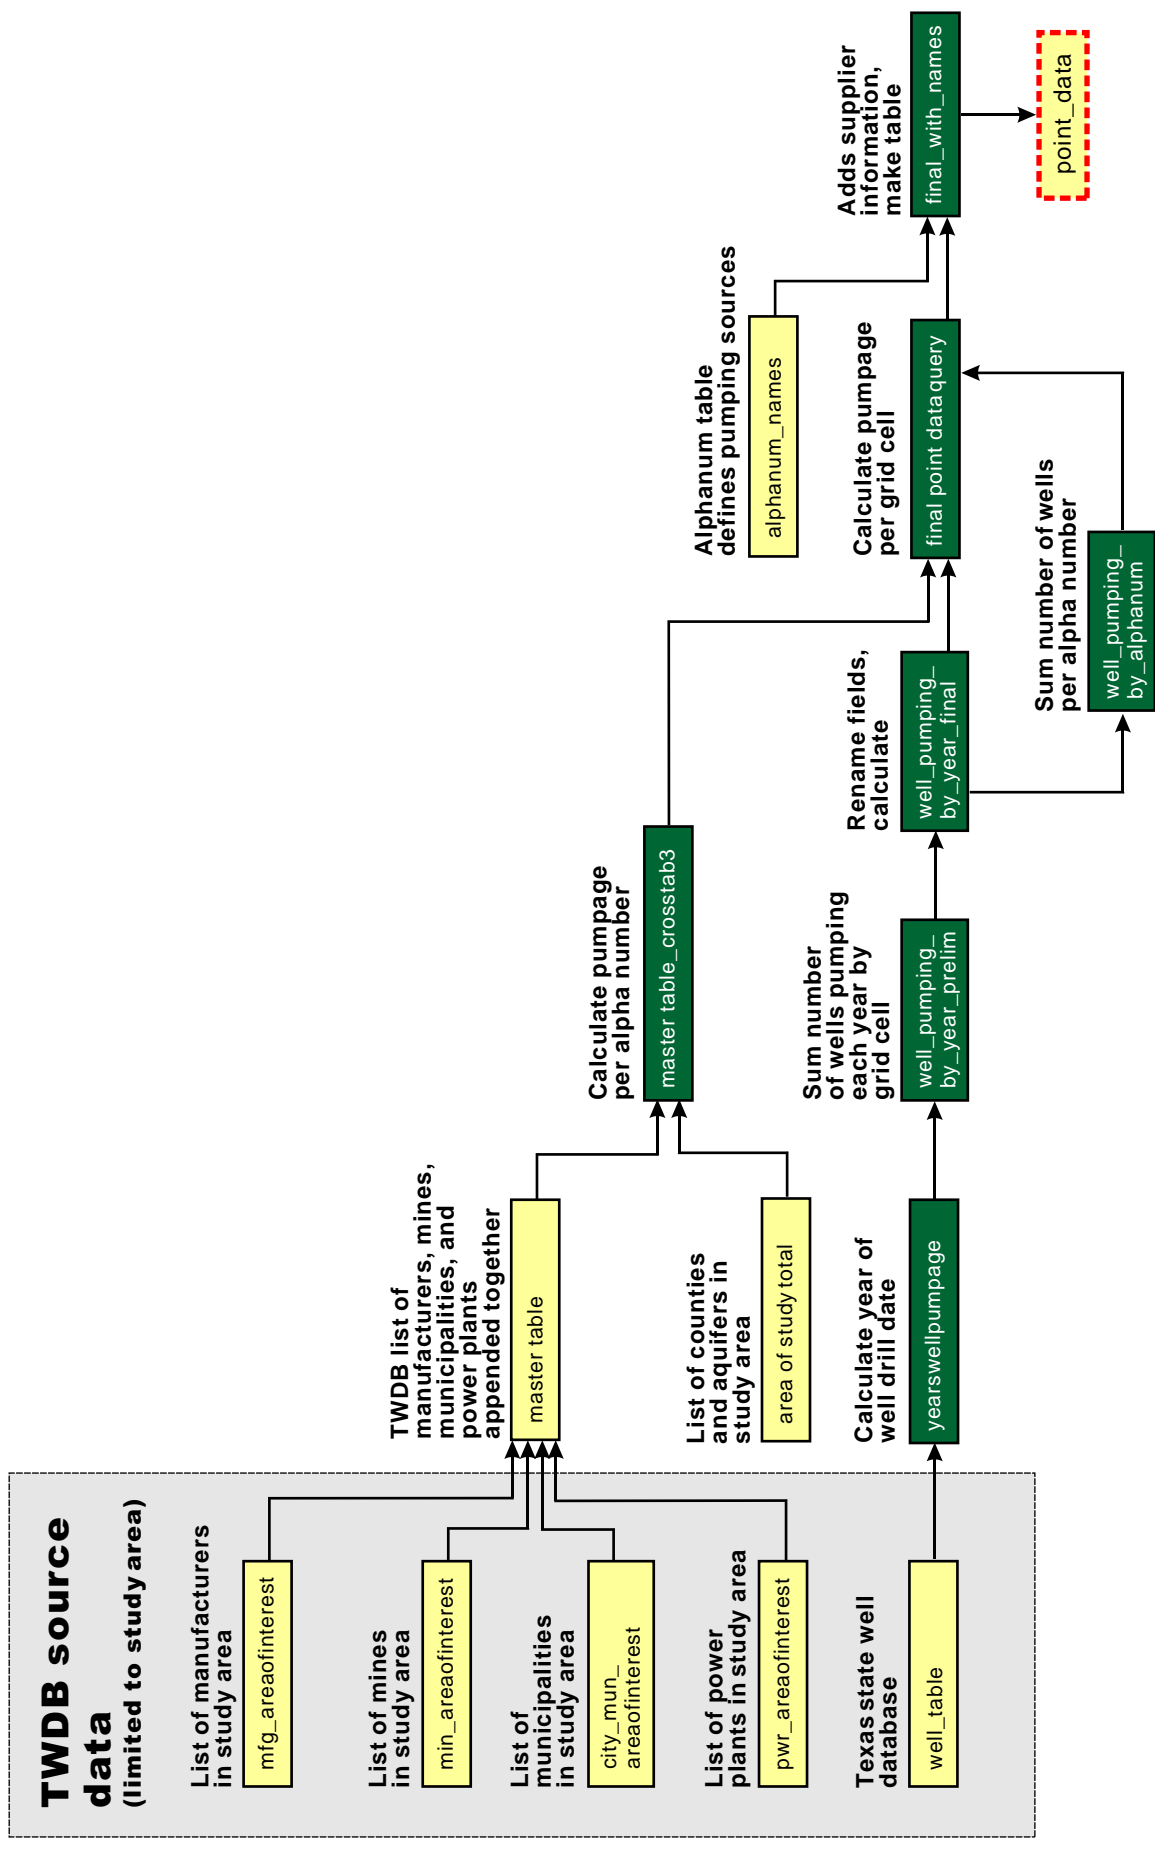 TWDB source
data
(limited to study area)
List of manufacturers
in study area
mfg_areaofinterest
List of mines
in study area
min_areaofinterest
List of
municipalities
in study area
city_mun_
areaofinterest
List of power
plants in study area
pwr_areaofinterest
Texas state well
database
well_table
TWDB list of
manufacturers, mines,
municipalities, and
power plants
appended together
master table
List of counties
and aquifers in
study area
area of study total
Calculate year of
well drill date
yearswellpumpage
Calculate pumpage
per alpha number
master table_crosstab3
Sum number
of wells pumping
each year by
grid cell
well_pumping_
by_year_prelim
Rename fields,
calculate
well_pumping_
by_year_final
Sum number of wells
per alpha number
well_pumping_
by_alphanum
Alphanum table
defines pumping sources
alphanum_names
Calculate pumpage
per grid cell
final point data query
Adds supplier
information,
make table
final_with_names
point_data